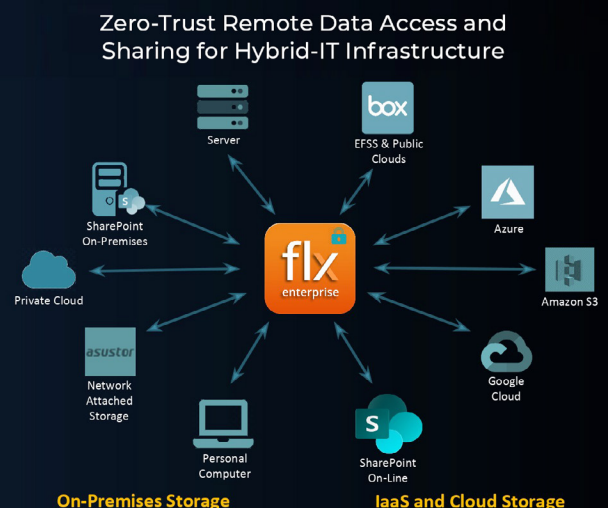 Zero-Trust Remote Data Access and
Sharing for Hybrid-IT Infrastructure
Server
box
EFSS & Public
Clouds
S
SharePoint
On-Premises
Azure
flx
enterprise
Private Cloud
Amazon S3
asustor
Network
Attached
Storage
Google
Cloud
Personal
Computer
S
SharePoint
On-Line
On-Premises Storage
IaaS and Cloud Storage